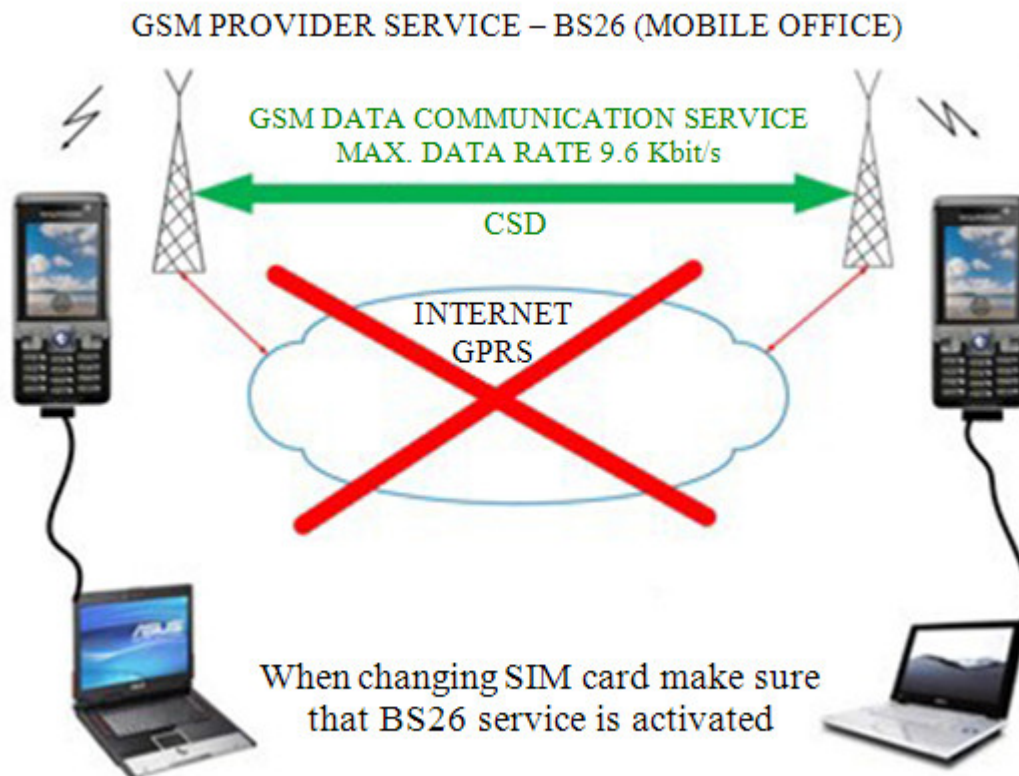 GSM PROVIDER SERVICE – BS26 (MOBILE OFFICE)
GSM DATA COMMUNICATION SERVICE
MAX. DATA RATE 9.6 Kbit/s
CSD
INTERNET
GPRS
ASUS
When changing SIM card make sure
that BS26 service is activated